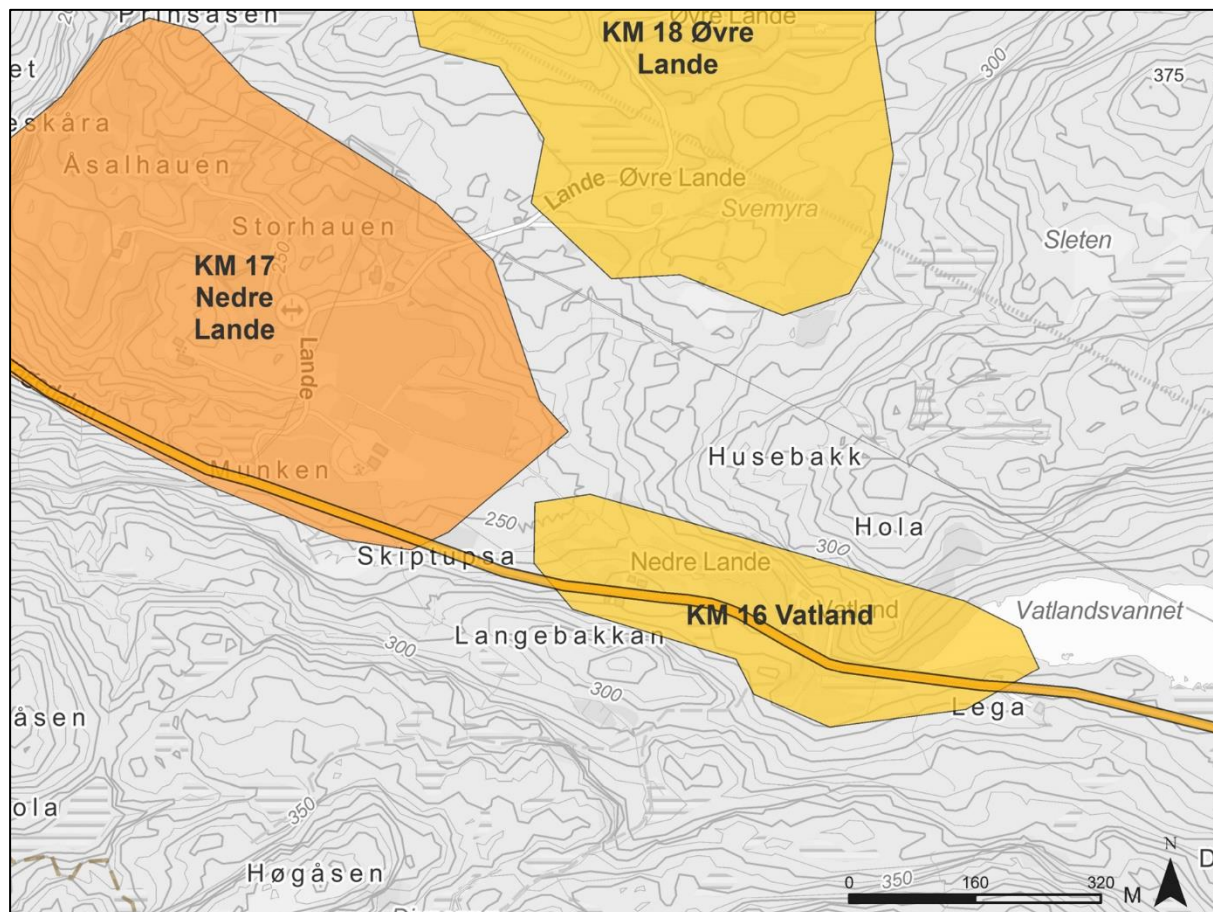 Prinsåsen
Øvre Lande
KM 18 Øvre
Lande
300
375
et
eskåra
Åsalhauen
Lande
Øvre Lande
Svemyra
Storhauen
250
Sleten
KM 17
Nedre
Lande
Lande
Munken
Husebakk
250
Hola
Skiptupsa
300
Nedre Lande
Vatland
KM 16 Vatland
Vatlandsvannet
Langebakkan
300
300
Lega
åsen
ola
350
Høgåsen
350
N
D
0 160 320
M